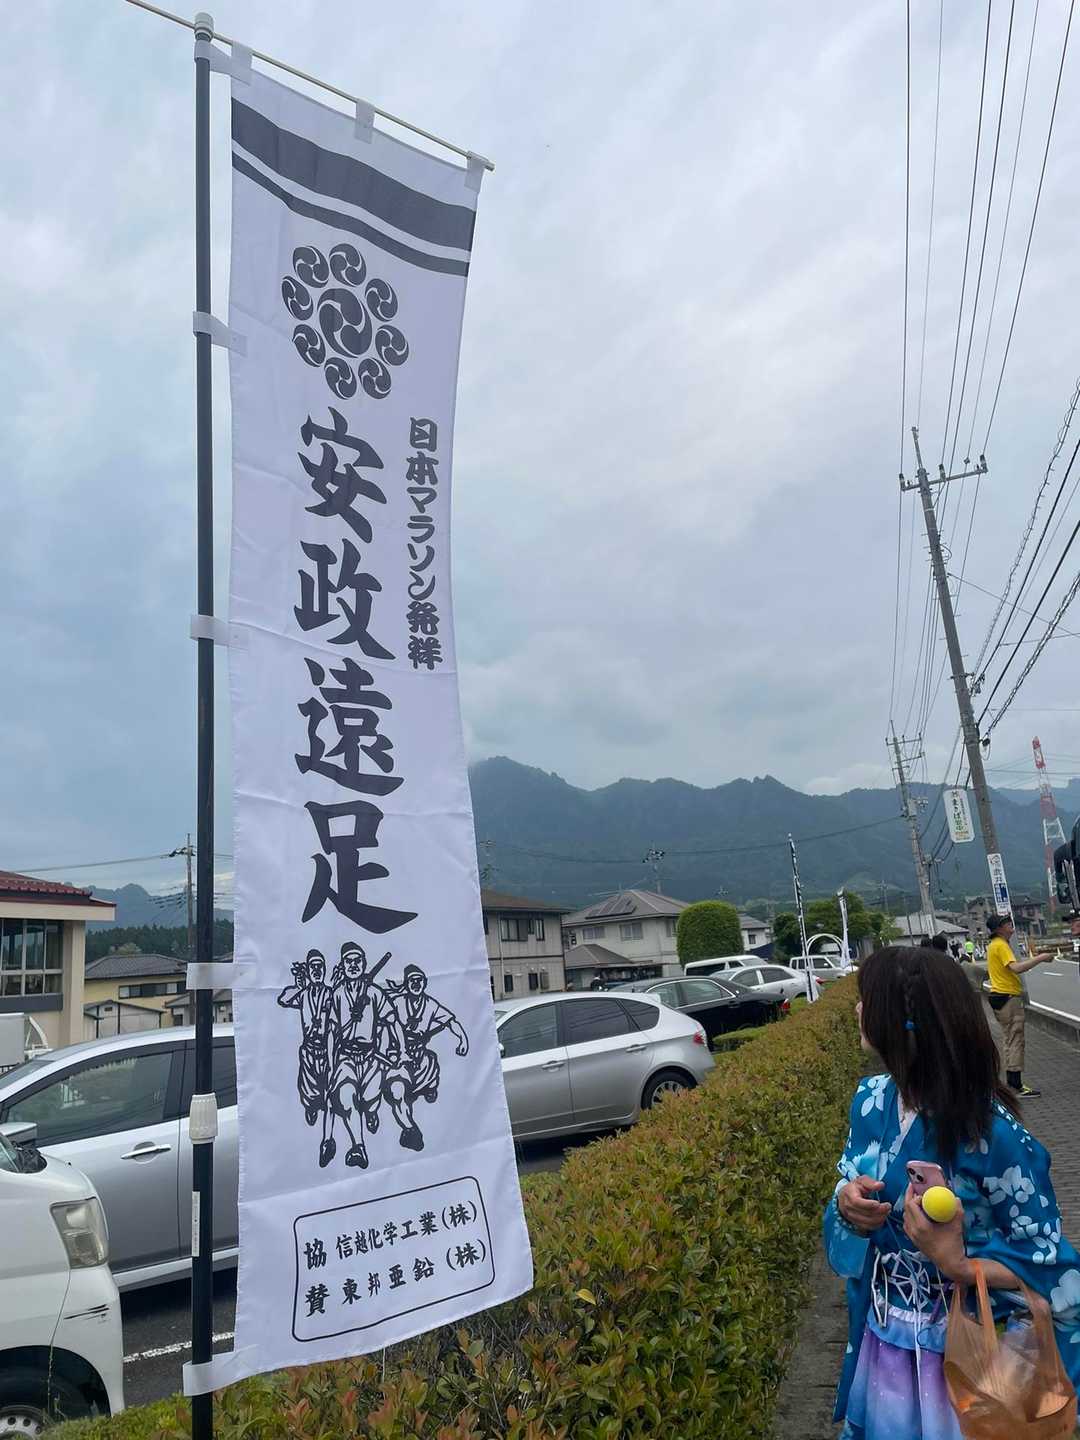 日本マラソン発祥
安政遠足
協賛
信越化学工業(株)
東邦亜鉛(株)